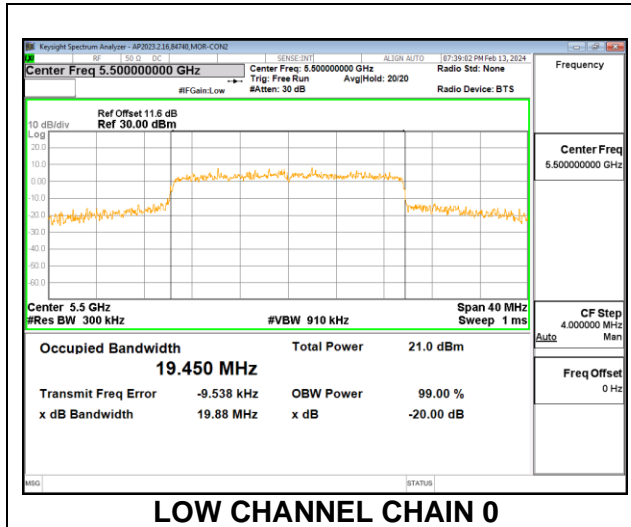 Keysight Spectrum Analyzer - AP2023.2.16,84740,MOR-CON2
RF 50 Ω DC SENSE:INT ALIGN AUTO 07:39:02 PM Feb 13, 2024
Center Freq 5.500000000 GHz
Center Freq: 5.500000000 GHz
Radio Std: None
Trig: Free Run Avg|Hold: 20/20
#IFGain:Low #Atten: 30 dB Radio Device: BTS
Frequency
Ref Offset 11.6 dB
10 dB/div Ref 30.00 dBm
Log
20.0
10.0
0.00
-10.0
-20.0
-30.0
-40.0
-50.0
-60.0
Center 5.5 GHz Span 40 MHz
#Res BW 300 kHz #VBW 910 kHz Sweep 1 ms
Occupied Bandwidth Total Power 21.0 dBm
19.450 MHz
Transmit Freq Error -9.538 kHz OBW Power 99.00 %
x dB Bandwidth 19.88 MHz x dB -20.00 dB
Center Freq
5.500000000 GHz
CF Step
4.000000 MHz
Auto Man
Freq Offset
0 Hz
MSG STATUS
LOW CHANNEL CHAIN 0